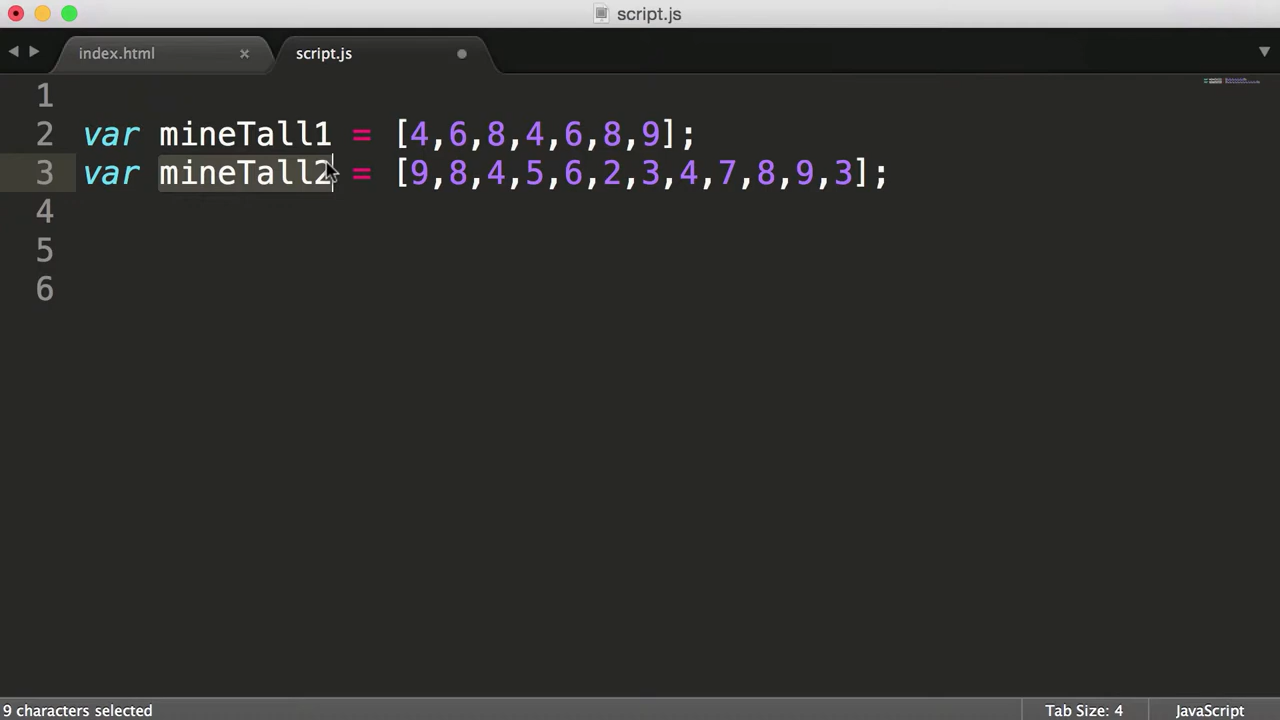 script.js
index.html × script.js
1
2 var mineTall1 = [4,6,8,4,6,8,9];
3 var mineTall2 = [9,8,4,5,6,2,3,4,7,8,9,3];
4
5
6
9 characters selected Tab Size: 4 JavaScript